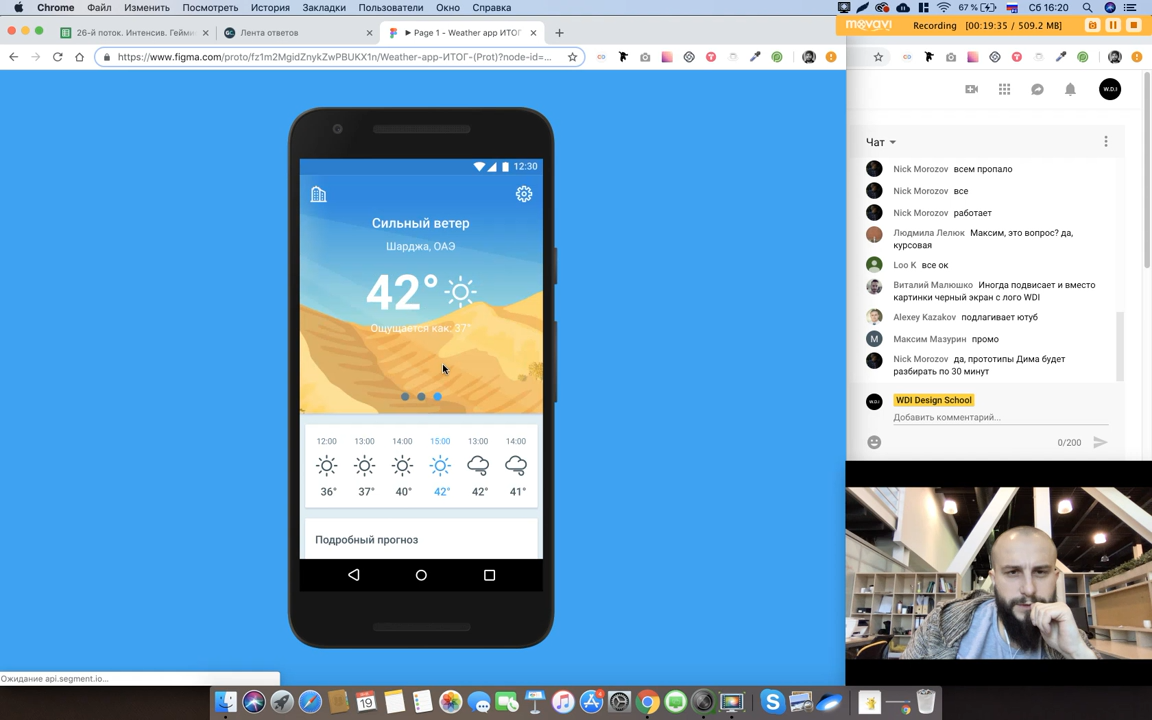 Chrome Файл Изменить Посмотреть История Закладки Пользователи Окно Справка
67 % Сб 16:20
26-й поток. Интенсив. Гейми
Лента ответов
Page 1 - Weather app ИТОГ
movavi
Recording [00:19:35 / 509.2 MB]
https://www.figma.com/proto/fz1m2MgidZnykZwPBUKX1n/Weather-app-ИТОГ-(Prot)?node-id=...
12:30
Сильный ветер
Шарджа, ОАЭ
42°
Ощущается как: 37°
12:00 13:00 14:00 15:00 13:00 14:00
36° 37° 40° 42° 42° 41°
Подробный прогноз
W.D.I
Чат
Nick Morozov всем пропало
Nick Morozov все
Nick Morozov работает
Людмила Лелюк Максим, это вопрос? да,
курсовая
Loo K все ок
Виталий Малюшко Иногда подвисает и вместо
картинки черный экран с лого WDI
Alexey Kazakov подлагивает ютуб
М Максим Мазурин промо
Nick Morozov да, прототипы Дима будет
разбирать по 30 минут
W.D.I WDI Design School
Добавить комментарий...
0/200
Ожидание api.segment.io...
19